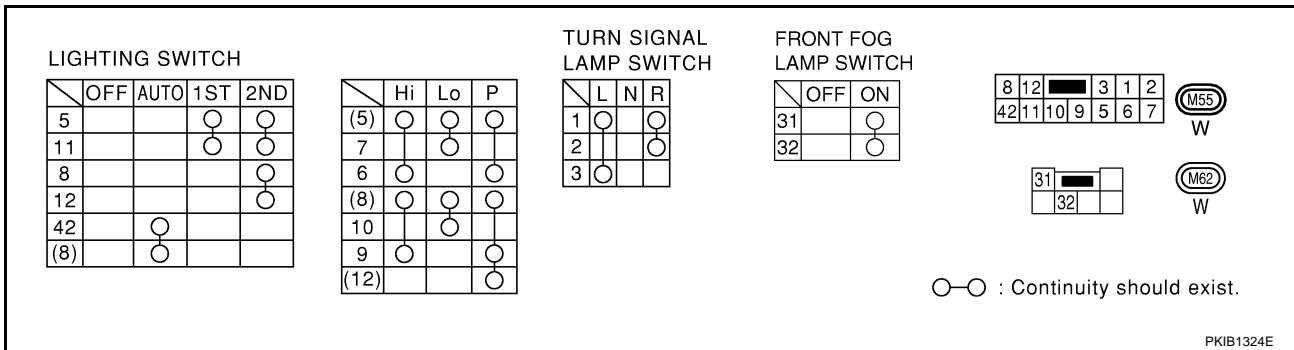 LIGHTING SWITCH
OFF AUTO 1ST 2ND
5
11
8
12
42
(8)
Hi Lo P
(5)
7
6
(8)
10
9
(12)
TURN SIGNAL
LAMP SWITCH
L N R
1
2
3
FRONT FOG
LAMP SWITCH
OFF ON
31
32
8 12 3 1 2
42 11 10 9 5 6 7
M55
W
31
32
M62
W
: Continuity should exist.
PKIB1324E